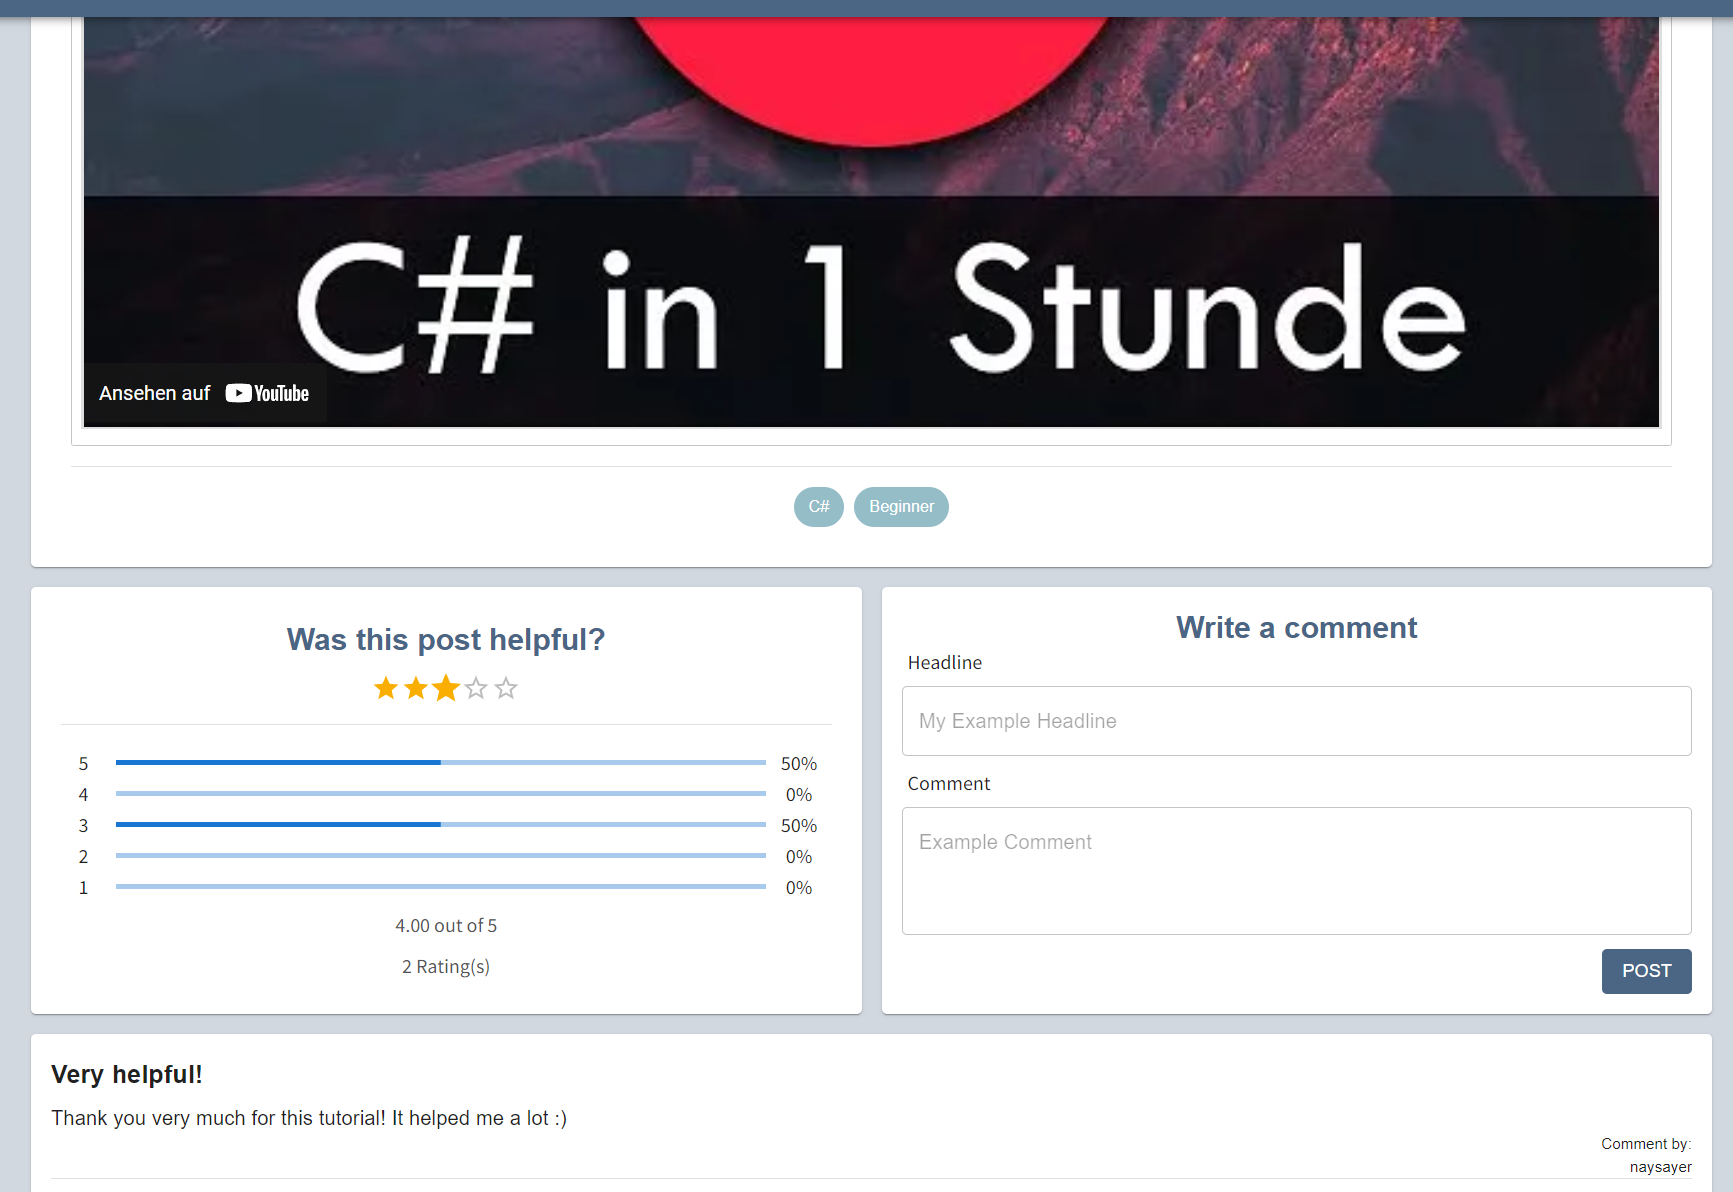 C# in 1 Stunde
Ansehen auf YouTube
C# Beginner
Was this post helpful?
5 50%
4 0%
3 50%
2 0%
1 0%
4.00 out of 5
2 Rating(s)
Write a comment
Headline
My Example Headline
Comment
Example Comment
POST
Very helpful!
Thank you very much for this tutorial! It helped me a lot :)
Comment by:
naysayer